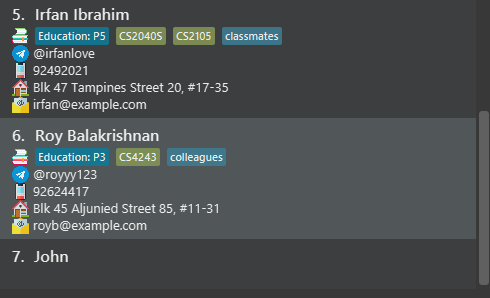 5. Irfan Ibrahim
Education: P5 CS2040S CS2105 classmates
@irfanlove
92492021
Blk 47 Tampines Street 20, #17-35
irfan@example.com
6. Roy Balakrishnan
Education: P3 CS4243 colleagues
@royyy123
92624417
Blk 45 Aljunied Street 85, #11-31
royb@example.com
7. John